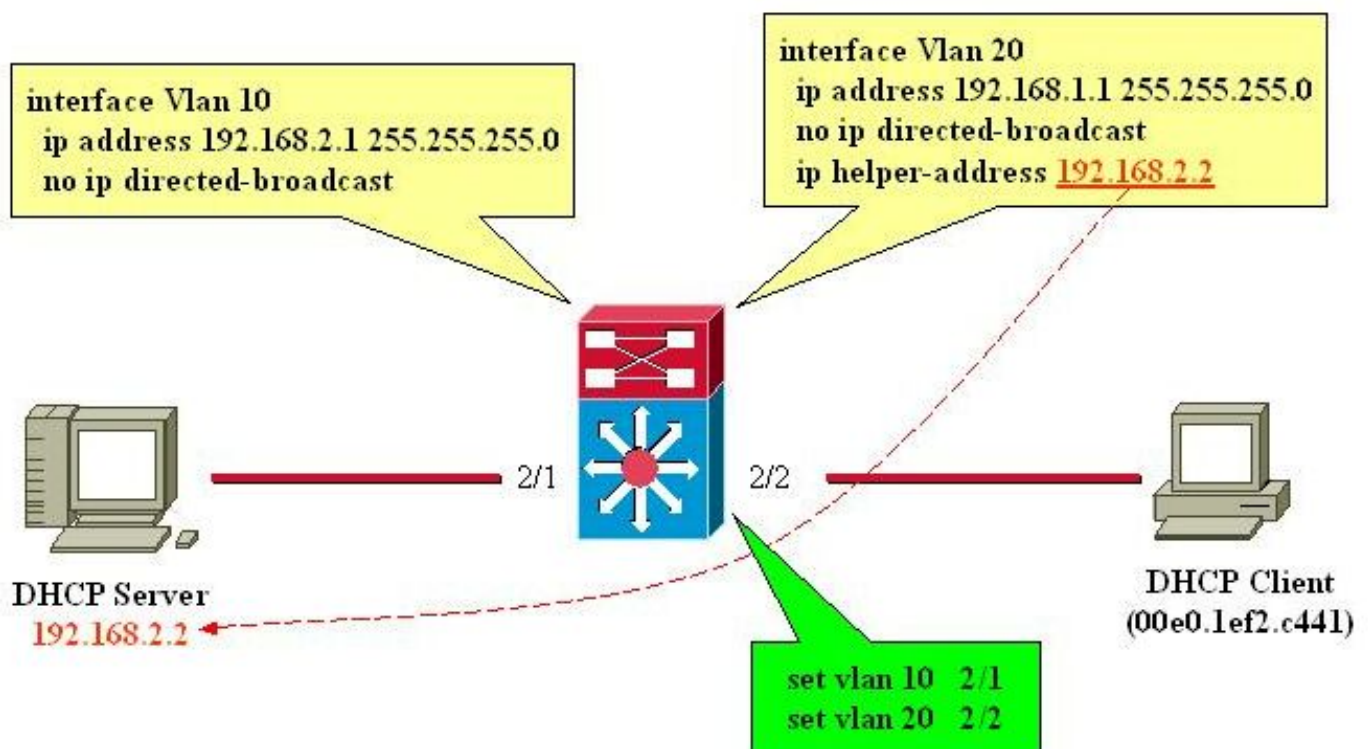 interface Vlan 10
ip address 192.168.2.1 255.255.255.0
no ip directed-broadcast
interface Vlan 20
ip address 192.168.1.1 255.255.255.0
no ip directed-broadcast
ip helper-address 192.168.2.2
2/1
2/2
DHCP Server
192.168.2.2
DHCP Client
(00e0.1ef2.c441)
set vlan 10 2/1
set vlan 20 2/2